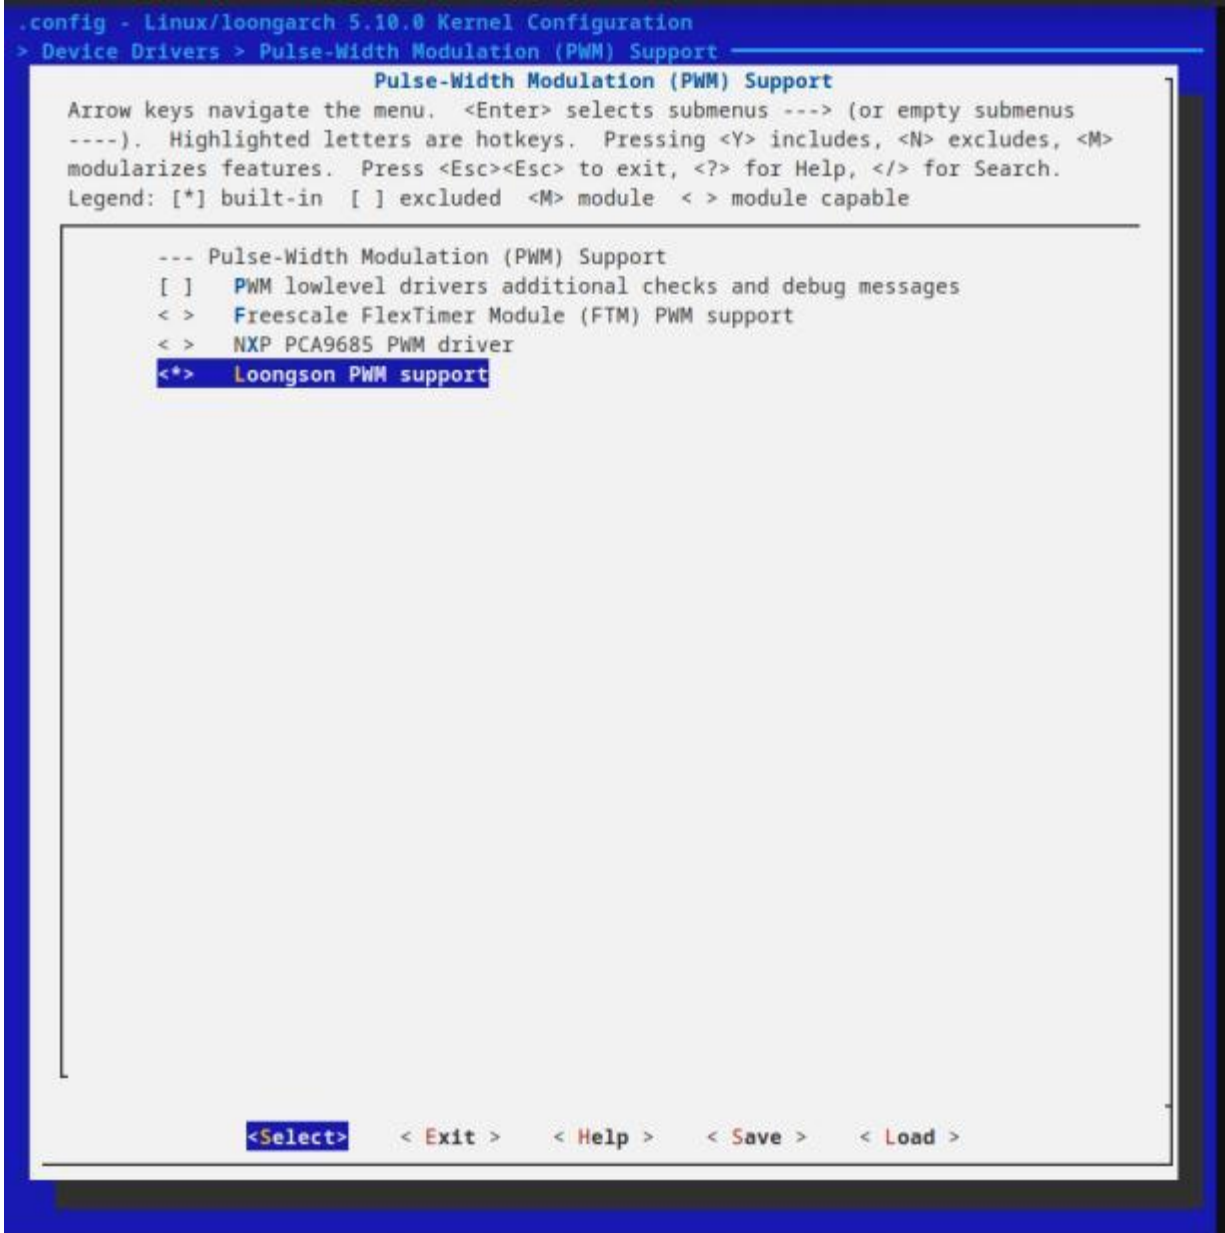 .config - Linux/loongarch 5.10.0 Kernel Configuration
> Device Drivers > Pulse-Width Modulation (PWM) Support
Pulse-Width Modulation (PWM) Support
Arrow keys navigate the menu. <Enter> selects submenus ---> (or empty submenus
----). Highlighted letters are hotkeys. Pressing <Y> includes, <N> excludes, <M>
modularizes features. Press <Esc><Esc> to exit, <?> for Help, </> for Search.
Legend: [*] built-in [ ] excluded <M> module < > module capable
--- Pulse-Width Modulation (PWM) Support
[ ] PWM lowlevel drivers additional checks and debug messages
< > Freescale FlexTimer Module (FTM) PWM support
< > NXP PCA9685 PWM driver
<*> Loongson PWM support
<Select> < Exit > < Help > < Save > < Load >